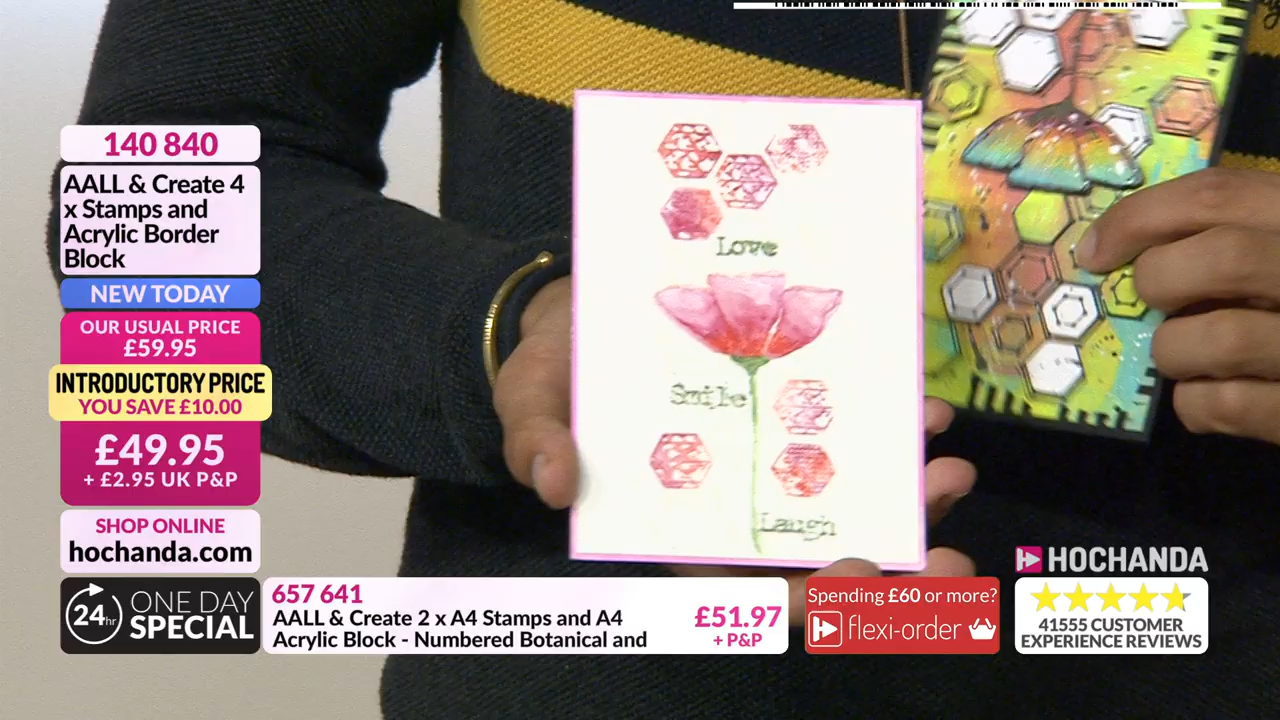 140 840
AALL & Create 4
x Stamps and
Acrylic Border
Block
NEW TODAY
OUR USUAL PRICE
£59.95
INTRODUCTORY PRICE
YOU SAVE £10.00
£49.95
+ £2.95 UK P&P
SHOP ONLINE
hochanda.com
Love
Smile
Laugh
24hr ONE DAY
SPECIAL
657 641
AALL & Create 2 x A4 Stamps and A4
Acrylic Block - Numbered Botanical and
£51.97
+ P&P
Spending £60 or more?
flexi-order
HOCHANDA
41555 CUSTOMER
EXPERIENCE REVIEWS